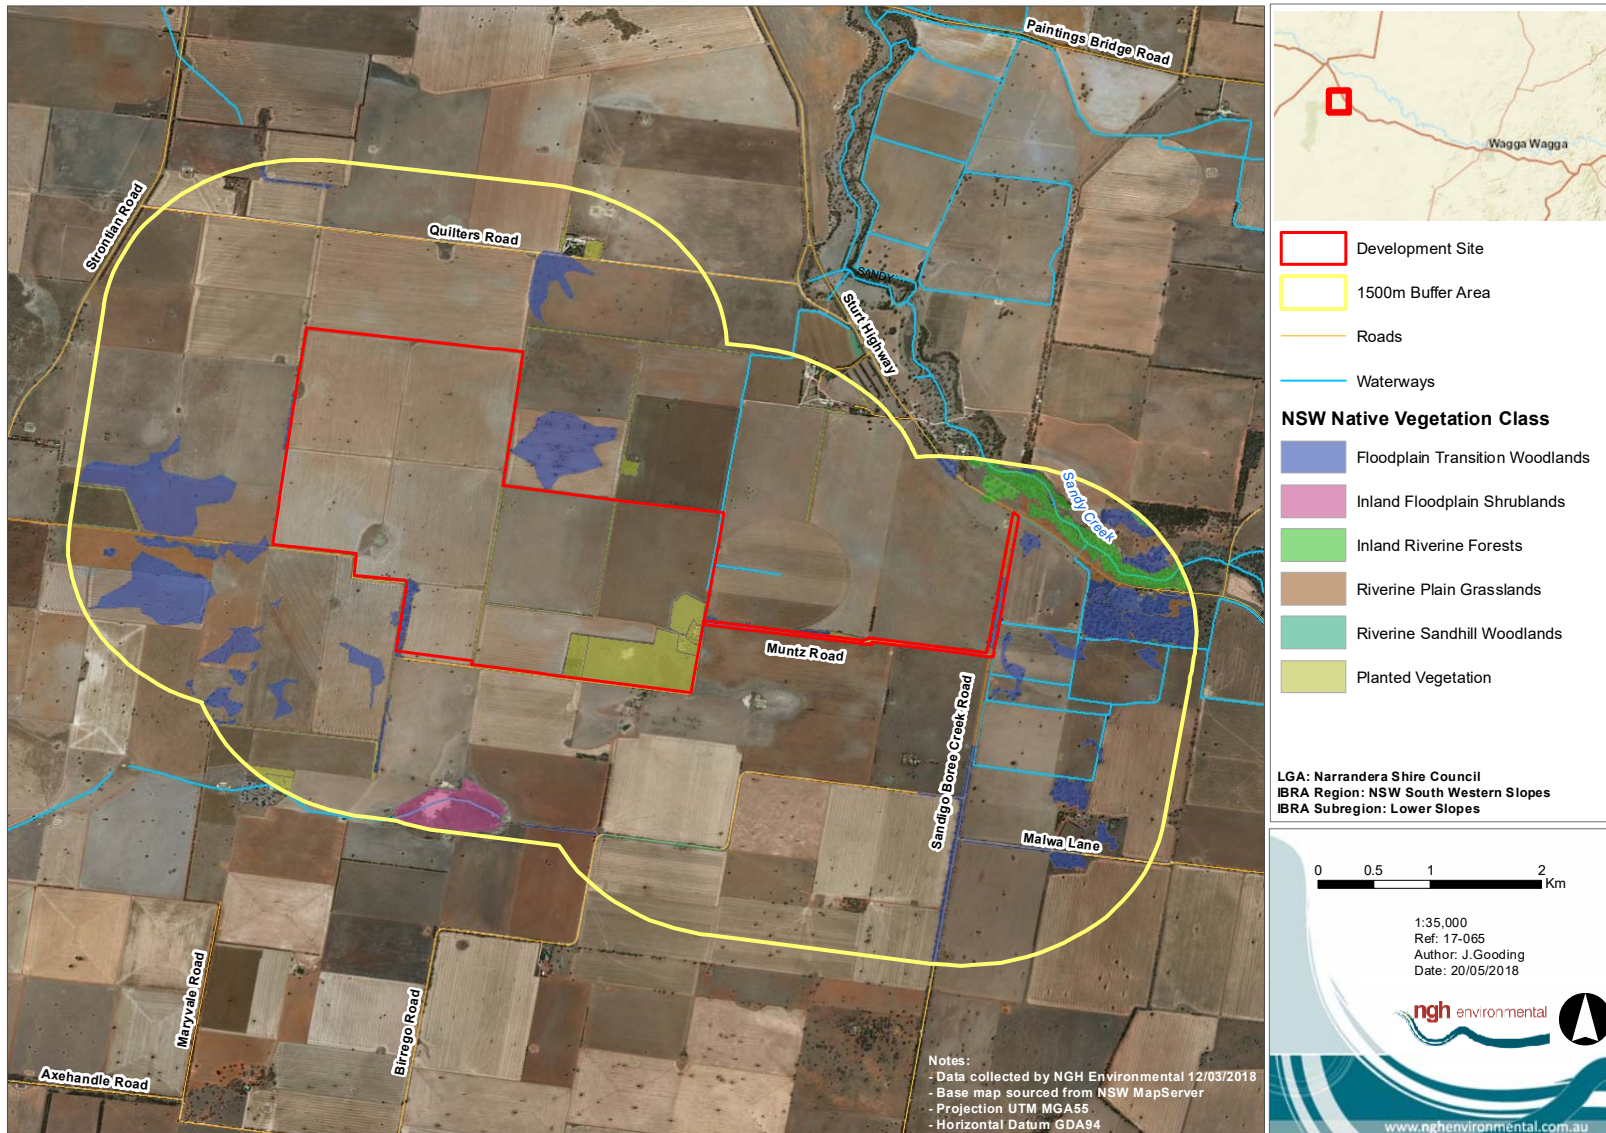 Paintings Bridge Road
Strontian Road
Quilters Road
SANDY
Sturt Highway
Sandy Creek
Muntz Road
Sandigo Boree Creek Road
Malwa Lane
Maryvale Road
Birrego Road
Axehandle Road
Notes:
- Data collected by NGH Environmental 12/03/2018
- Base map sourced from NSW MapServer
- Projection UTM MGA55
- Horizontal Datum GDA94
Wagga Wagga
Development Site
1500m Buffer Area
Roads
Waterways
NSW Native Vegetation Class
Floodplain Transition Woodlands
Inland Floodplain Shrublands
Inland Riverine Forests
Riverine Plain Grasslands
Riverine Sandhill Woodlands
Planted Vegetation
LGA: Narrandera Shire Council
IBRA Region: NSW South Western Slopes
IBRA Subregion: Lower Slopes
0 0.5 1 2
Km
1:35,000
Ref: 17-065
Author: J.Gooding
Date: 20/05/2018
ngh environmental
www.nghenvironmental.com.au